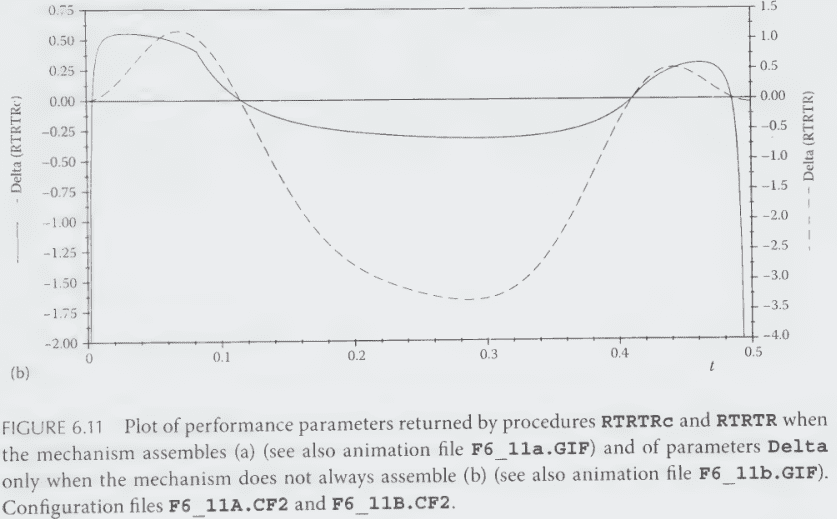 0.75
0.50
0.25
0.00
−0.25
−0.50
−0.75
−1.00
−1.25
−1.50
−1.75
−2.00
- Delta (RTRTRc)
1.5
1.0
0.5
0.00
−0.5
−1.0
−1.5
−2.0
−2.5
−3.0
−3.5
−4.0
Delta (RTRTR)
0 0.1 0.2 0.3 0.4 0.5
t
(b)
FIGURE 6.11 Plot of performance parameters returned by procedures RTRTRc and RTRTR when
the mechanism assembles (a) (see also animation file F6_11a.GIF) and of parameters Delta
only when the mechanism does not always assemble (b) (see also animation file F6_11b.GIF).
Configuration files F6_11A.CF2 and F6_11B.CF2.